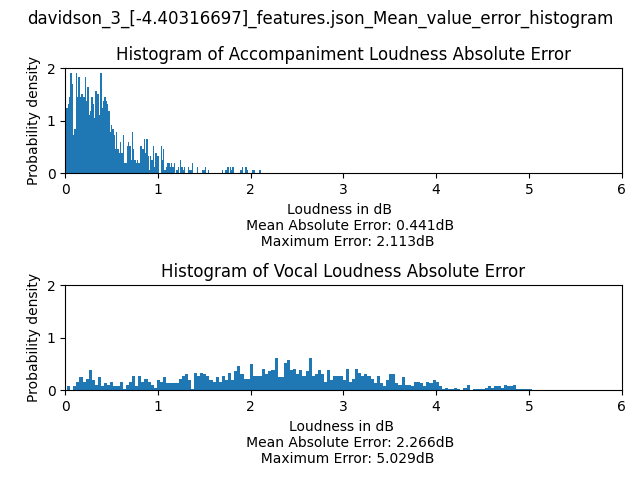 davidson_3_[-4.40316697]_features.json_Mean_value_error_histogram
Histogram of Accompaniment Loudness Absolute Error
Probability density
2
1
0
0 1 2 3 4 5 6
Loudness in dB
Mean Absolute Error: 0.441dB
Maximum Error: 2.113dB
Histogram of Vocal Loudness Absolute Error
Probability density
2
1
0
0 1 2 3 4 5 6
Loudness in dB
Mean Absolute Error: 2.266dB
Maximum Error: 5.029dB